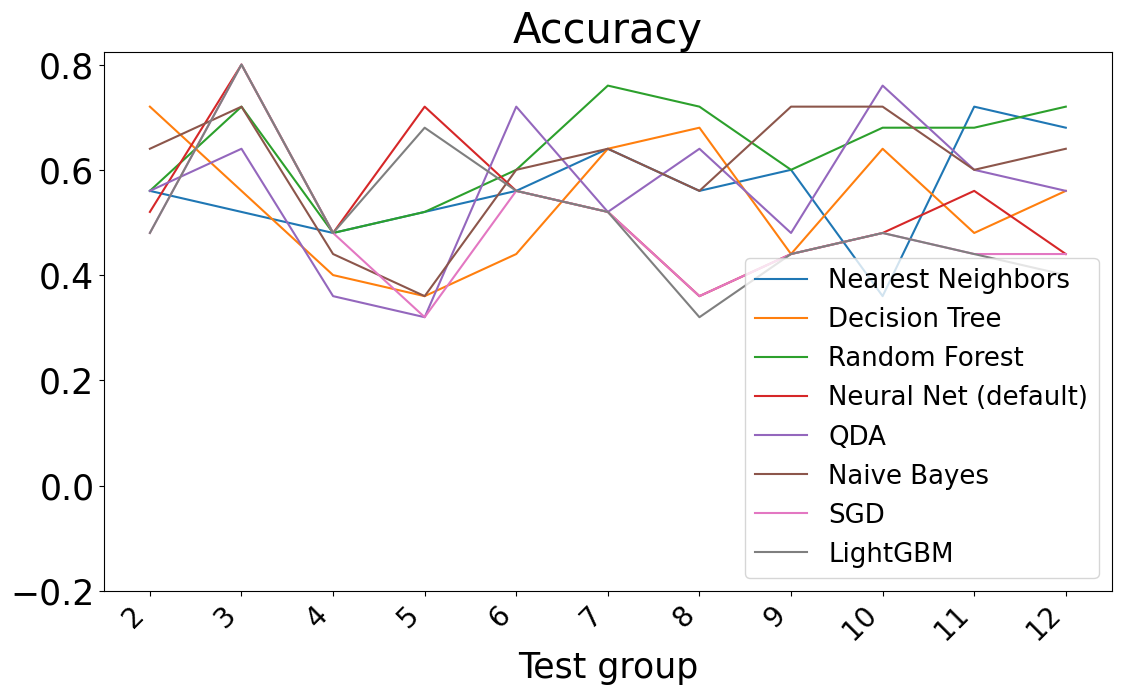 Accuracy
0.8
0.6
0.4
0.2
0.0
−0.2
Nearest Neighbors
Decision Tree
Random Forest
Neural Net (default)
QDA
Naive Bayes
SGD
LightGBM
2 3 4 5 6 7 8 9 10 11 12
Test group